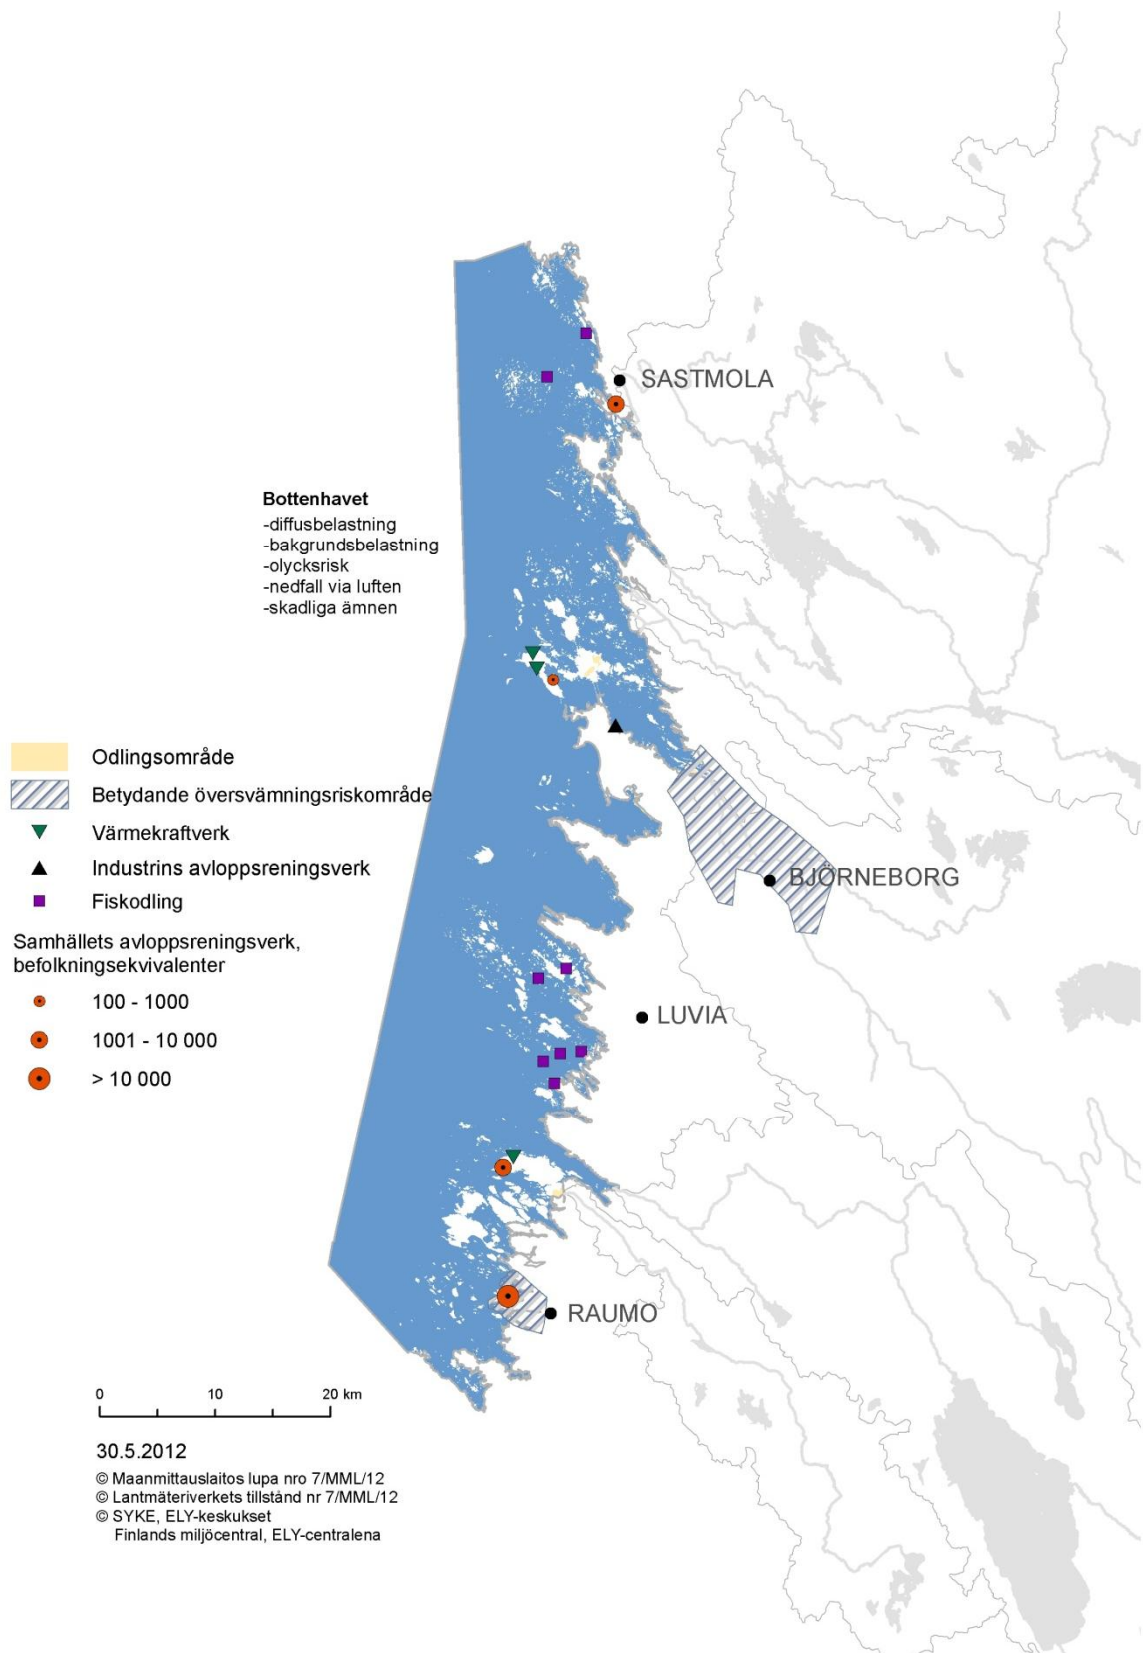 SASTMOLA
Bottenhavet
-diffusbelastning
-bakgrundsbelastning
-olycksrisk
-nedfall via luften
-skadliga ämnen
Odlingsområde
Betydande översvämningsriskområde
Värmekraftverk
Industrins avloppsreningsverk
Fiskodling
Samhällets avloppsreningsverk,
befolkningsekvivalenter
100 - 1000
1001 - 10 000
> 10 000
BJÖRNEBORG
LUVIA
RAUMO
0 10 20 km
30.5.2012
© Maanmittauslaitos lupa nro 7/MML/12
© Lantmäteriverkets tillstånd nr 7/MML/12
© SYKE, ELY-keskukset
Finlands miljöcentral, ELY-centralena